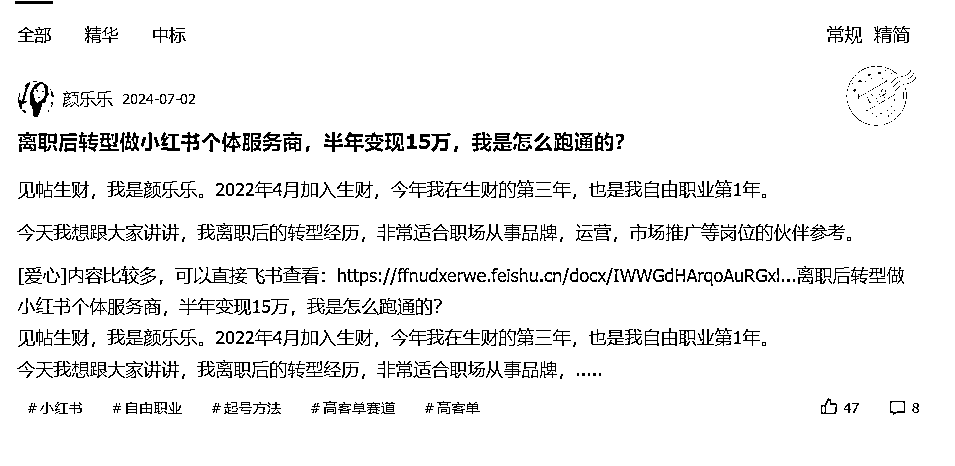 全部 精华 中标 常规 精简
颜乐乐 2024-07-02
离职后转型做小红书个体服务商，半年变现15万，我是怎么跑通的？
见帖生财，我是颜乐乐。2022年4月加入生财，今年我在生财的第三年，也是我自由职业第1年。
今天我想跟大家讲讲，我离职后的转型经历，非常适合职场从事品牌，运营，市场推广等岗位的伙伴参考。
[爱心]内容比较多，可以直接飞书查看：https://ffnudxerwe.feishu.cn/docx/IWWGdHArqoAuRGxl...离职后转型做
小红书个体服务商，半年变现15万，我是怎么跑通的？
见帖生财，我是颜乐乐。2022年4月加入生财，今年我在生财的第三年，也是我自由职业第1年。
今天我想跟大家讲讲，我离职后的转型经历，非常适合职场从事品牌，.....
#小红书 #自由职业 #起号方法 #高客单赛道 #高客单 47 8